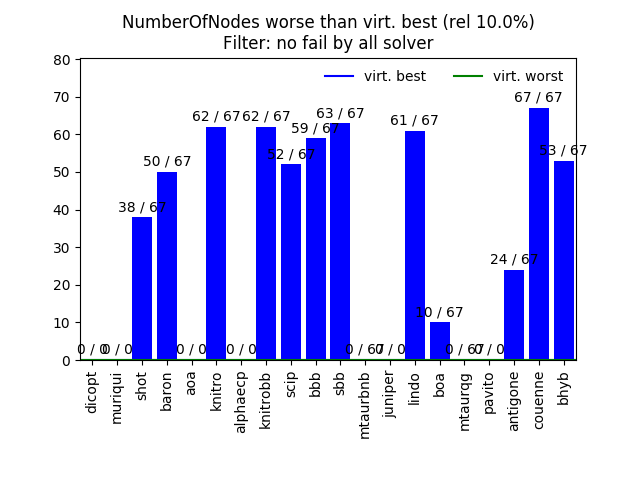 NumberOfNodes worse than virt. best (rel 10.0%)
Filter: no fail by all solver
virt. best
virt. worst
80
70
60
50
40
30
20
10
0
0 / 0
0 / 0
38 / 67
50 / 67
0 / 0
62 / 67
0 / 0
62 / 67
52 / 67
59 / 67
63 / 67
0 / 67
0 / 0
61 / 67
10 / 67
0 / 67
0 / 0
24 / 67
67 / 67
53 / 67
dicopt
muriqui
shot
baron
aoa
knitro
alphaecp
knitrobb
scip
bbb
sbb
mtaurbnb
juniper
lindo
boa
mtaurqg
pavito
antigone
couenne
bhyb